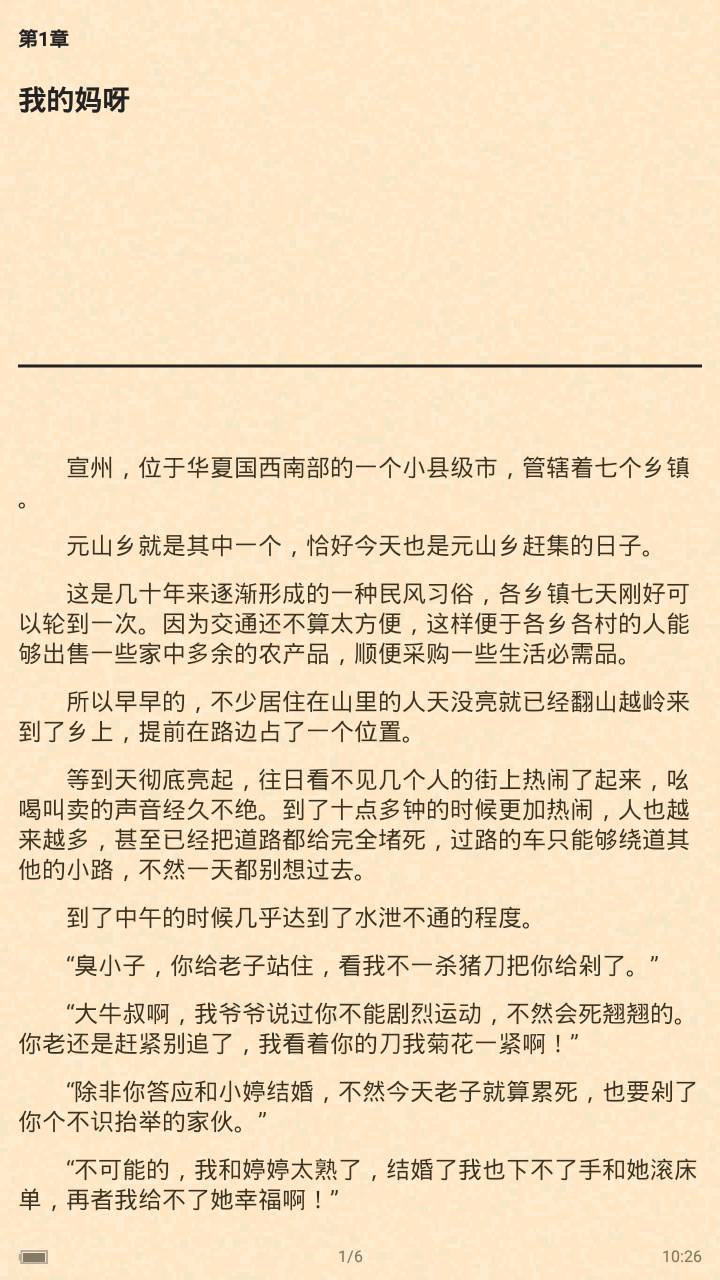 第1章
我的妈呀
宣州，位于华夏国西南部的一个小县级市，管辖着七个乡镇
。
元山乡就是其中一个，恰好今天也是元山乡赶集的日子。
这是几十年来逐渐形成的一种民风习俗，各乡镇七天刚好可
以轮到一次。因为交通还不算太方便，这样便于各乡各村的人能
够出售一些家中多余的农产品，顺便采购一些生活必需品。
所以早早的，不少居住在山里的人天没亮就已经翻山越岭来
到了乡上，提前在路边占了一个位置。
等到天彻底亮起，往日看不见几个人的街上热闹了起来，吆
喝叫卖的声音经久不绝。到了十点多钟的时候更加热闹，人也越
来越多，甚至已经把道路都给完全堵死，过路的车只能够绕道其
他的小路，不然一天都别想过去。
到了中午的时候几乎达到了水泄不通的程度。
“臭小子，你给老子站住，看我不一杀猪刀把你给剁了。”
“大牛叔啊，我爷爷说过你不能剧烈运动，不然会死翘翘的。
你老还是赶紧别追了，我看着你的刀我菊花一紧啊！”
“除非你答应和小婷结婚，不然今天老子就算累死，也要剁了
你个不识抬举的家伙。”
“不可能的，我和婷婷太熟了，结婚了我也下不了手和她滚床
单，再者我给不了她幸福啊！”
1/6
10:26